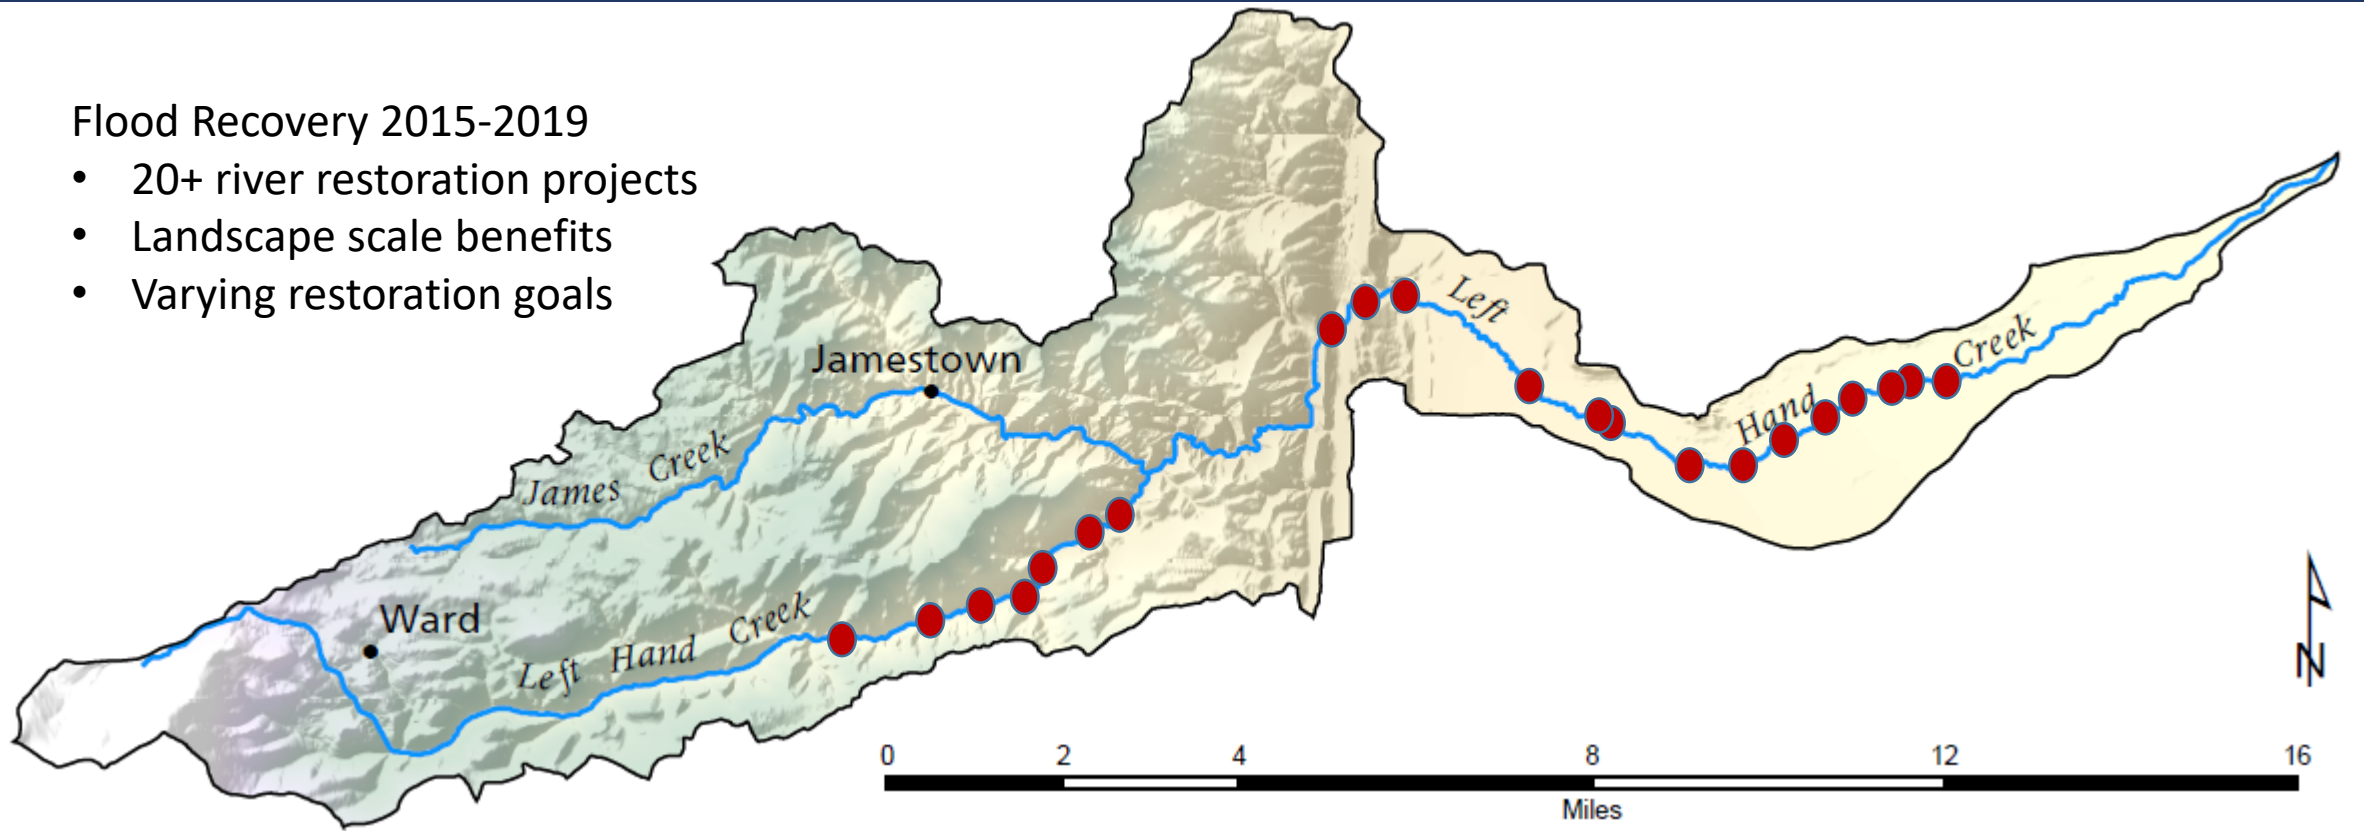 Flood Recovery 2015-2019
• 20+ river restoration projects
• Landscape scale benefits
• Varying restoration goals
Left
Hand
Creek
Jamestown
James Creek
Ward
Left Hand Creek
N
0 2 4 8 12 16
Miles